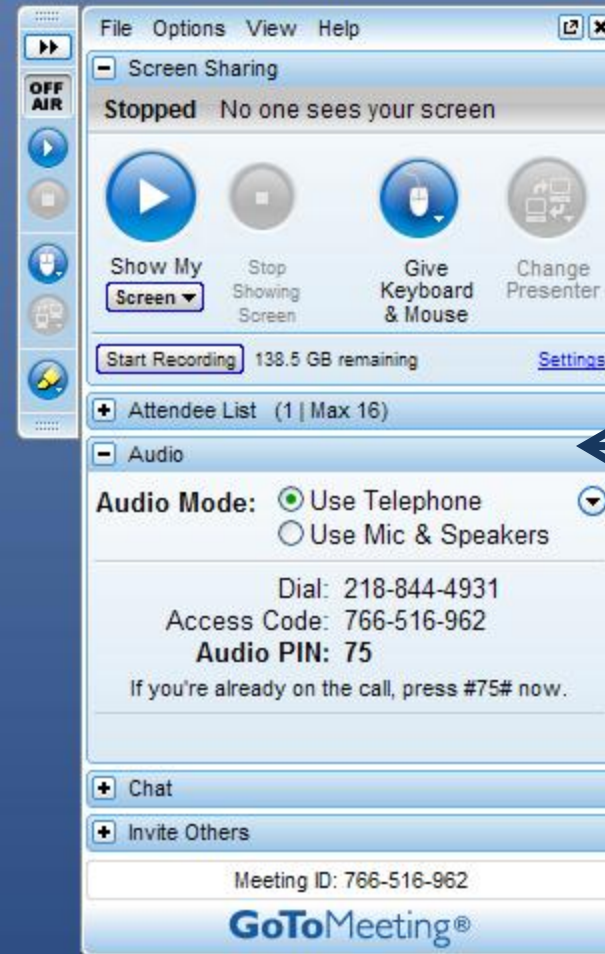 File Options View Help
Screen Sharing
OFF AIR
Stopped No one sees your screen
Show My
Screen
Stop
Showing
Screen
Give
Keyboard
& Mouse
Change
Presenter
Start Recording 138.5 GB remaining Settings
Attendee List (1 | Max 16)
Audio
Audio Mode: Use Telephone
Use Mic & Speakers
Dial: 218-844-4931
Access Code: 766-516-962
Audio PIN: 75
If you're already on the call, press #75# now.
Chat
Invite Others
Meeting ID: 766-516-962
GoToMeeting®